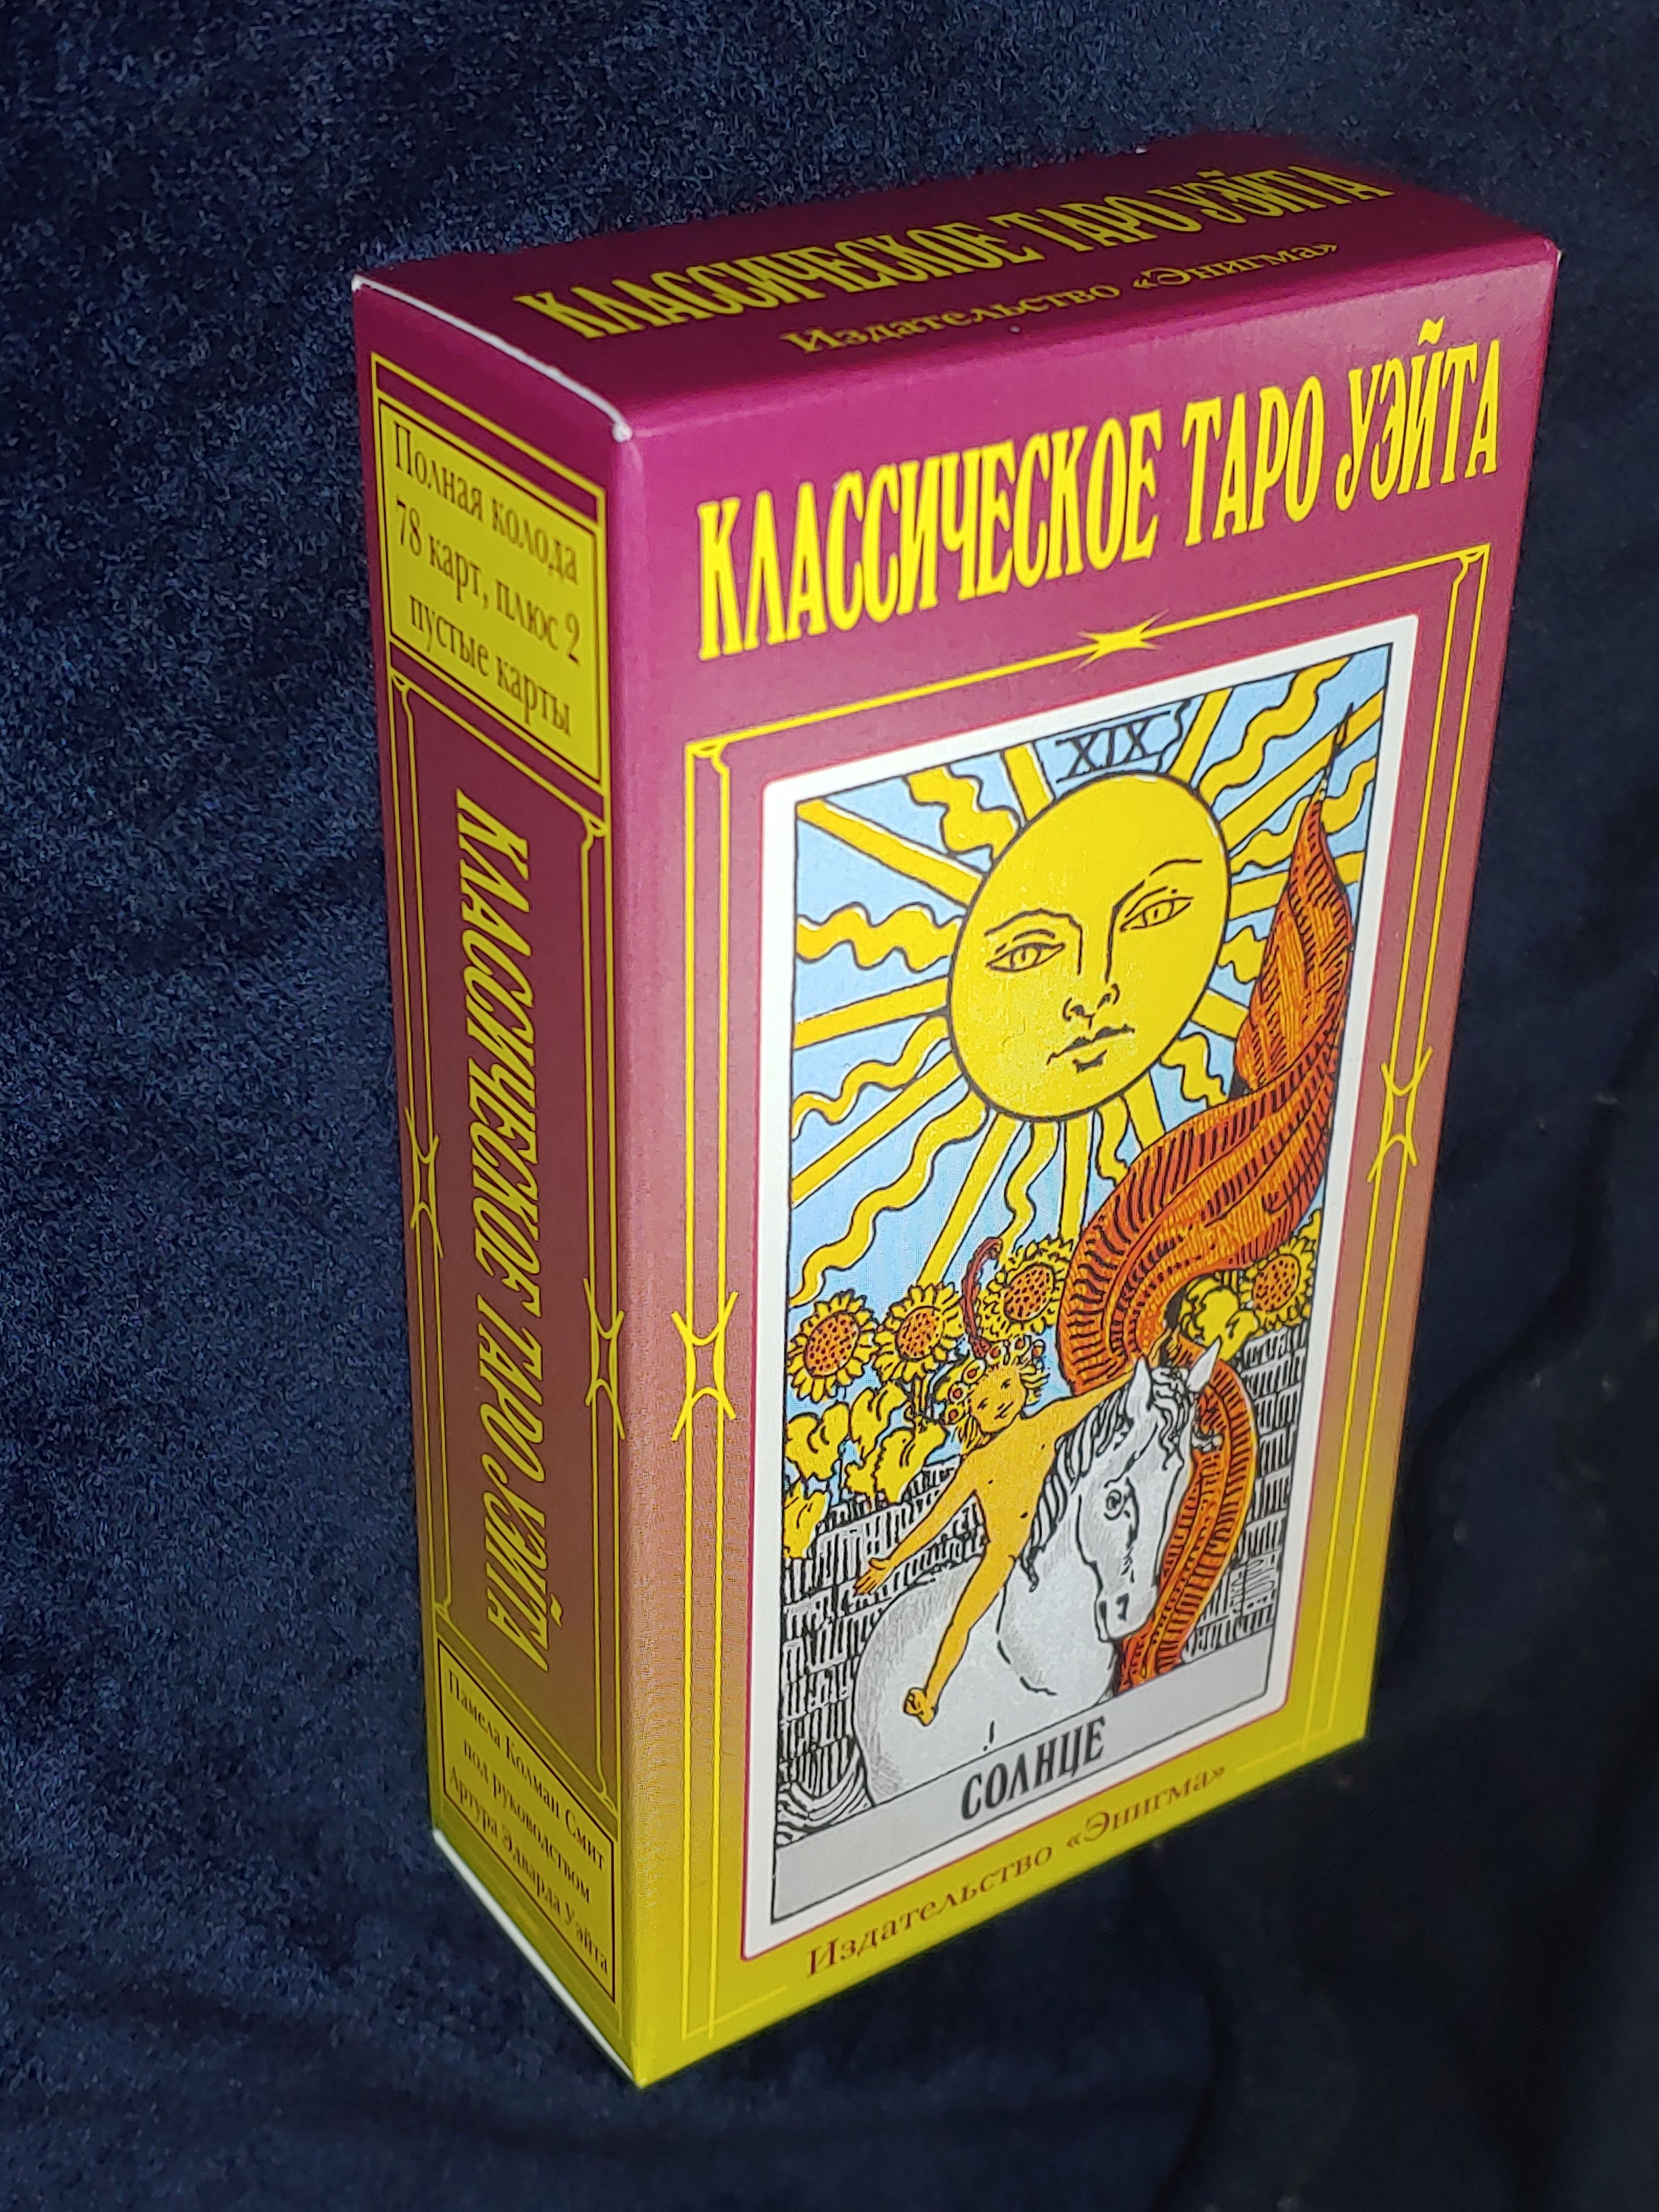 КЛАССИЧЕСКОЕ ТАРО УЭЙТА
Издательство «Энигма»
КЛАССИЧЕСКОЕ ТАРО УЭЙТА
XIX
СОЛНЦЕ
Издательство «Энигма»
Полная колода
78 карт, плюс 2
пустые карты
КЛАССИЧЕСКОЕ ТАРО УЭЙТА
Памела Колман Смит
под руководством
Артура Эдварда Уэйта